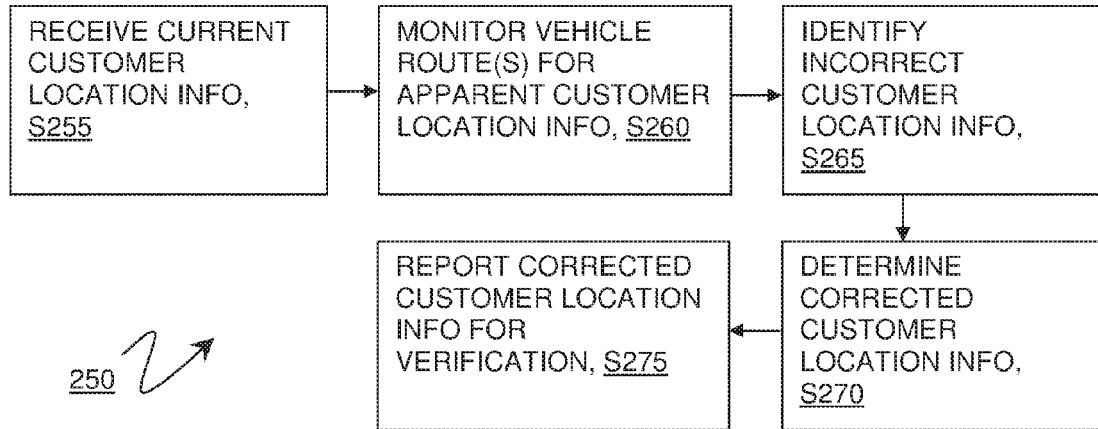 RECEIVE CURRENT
CUSTOMER
LOCATION INFO,
S255
MONITOR VEHICLE
ROUTE(S) FOR
APPARENT CUSTOMER
LOCATION INFO, S260
IDENTIFY
INCORRECT
CUSTOMER
LOCATION INFO,
S265
DETERMINE
CORRECTED
CUSTOMER
LOCATION INFO,
S270
REPORT CORRECTED
CUSTOMER LOCATION
INFO FOR
VERIFICATION, S275
250